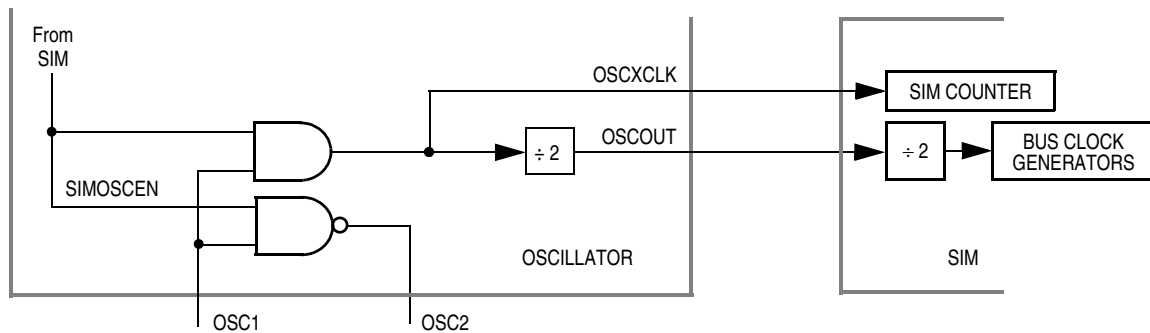 From
SIM
OSCXCLK
SIM COUNTER
OSCOUT
÷ 2
÷ 2
BUS CLOCK
GENERATORS
SIMOSCEN
OSCILLATOR
SIM
OSC1
OSC2